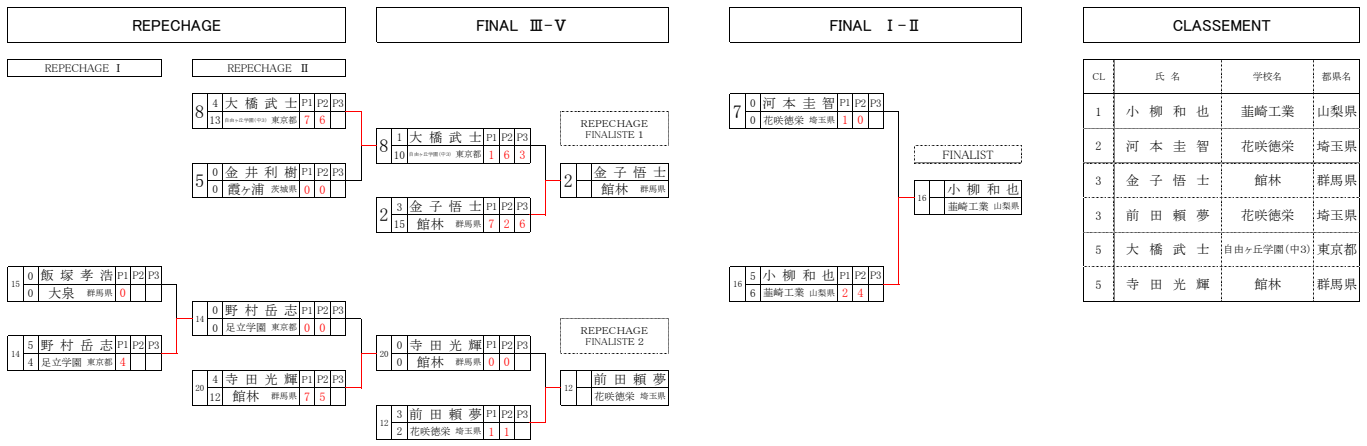 REPECHAGE
FINAL Ⅲ-Ⅴ
FINAL Ⅰ-Ⅱ
CLASSEMENT
REPECHAGE Ⅰ
REPECHAGE Ⅱ
8 4 大橋武士 P1 P2 P3
13 自由ヶ丘学園(中3) 東京都 7 6
5 0 金井利樹 P1 P2 P3
0 霞ヶ浦 茨城県 0 0
15 0 飯塚孝浩 P1 P2 P3
0 大泉 群馬県 0
14 5 野村岳志 P1 P2 P3
4 足立学園 東京都 4
14 0 野村岳志 P1 P2 P3
0 足立学園 東京都 0 0
20 4 寺田光輝 P1 P2 P3
12 館林 群馬県 7 5
8 1 大橋武士 P1 P2 P3
10 自由ヶ丘学園(中3) 東京都 1 6 3
2 3 金子悟士 P1 P2 P3
15 館林 群馬県 7 2 6
REPECHAGE
FINALISTE 1
2 金子悟士
館林 群馬県
20 0 寺田光輝 P1 P2 P3
0 館林 群馬県 0 0
12 3 前田頼夢 P1 P2 P3
2 花咲徳栄 埼玉県 1 1
REPECHAGE
FINALISTE 2
12 前田頼夢
花咲徳栄 埼玉県
7 0 河本圭智 P1 P2 P3
0 花咲徳栄 埼玉県 1 0
16 5 小柳和也 P1 P2 P3
6 韮崎工業 山梨県 2 4
FINALIST
16 小柳和也
韮崎工業 山梨県
CL 氏名 学校名 都県名
1 小柳和也 韮崎工業 山梨県
2 河本圭智 花咲徳栄 埼玉県
3 金子悟士 館林 群馬県
3 前田頼夢 花咲徳栄 埼玉県
5 大橋武士 自由ヶ丘学園(中3) 東京都
5 寺田光輝 館林 群馬県